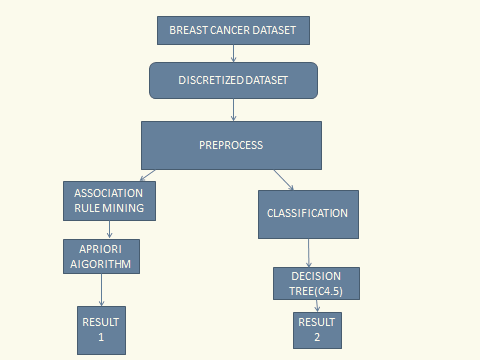 BREAST CANCER DATASET
DISCRETIZED DATASET
PREPROCESS
ASSOCIATION
RULE MINING
CLASSIFICATION
APRIORI
AIGORITHM
DECISION
TREE(C4.5)
RESULT
1
RESULT
2